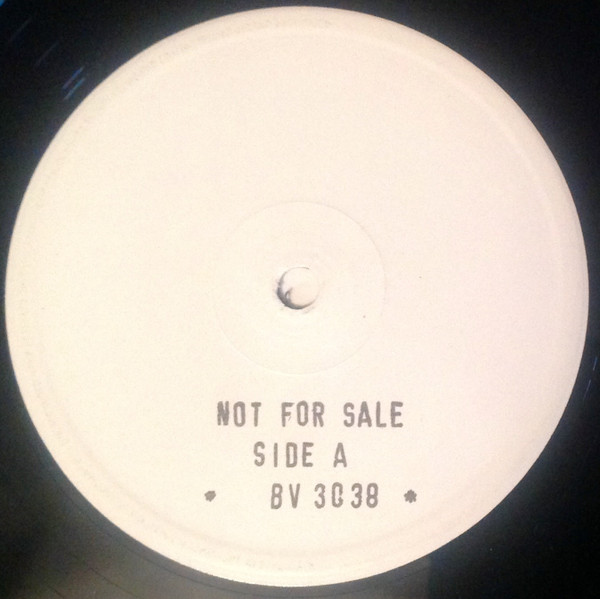 NOT FOR SALE
SIDE A
* BV 3038 *